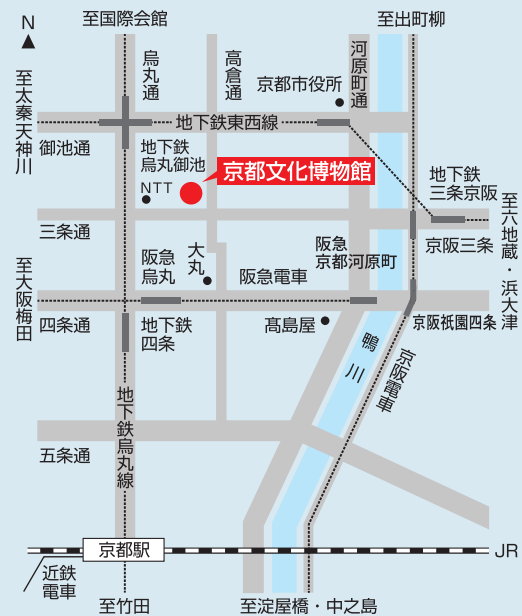 至国際会館
至出町柳
N
烏丸通
高倉通
河原町通
京都市役所
至太秦天神川
地下鉄東西線
御池通
地下鉄
烏丸御池
京都文化博物館
NTT
地下鉄
三条京阪
三条通
京阪三条
至六地蔵・浜大津
阪急
烏丸
大丸
阪急
京都河原町
至大阪梅田
阪急電車
四条通
地下鉄
四条
髙島屋
京阪祇園四条
鴨川
京阪電車
地下鉄烏丸線
五条通
京都駅
JR
近鉄
電車
至竹田
至淀屋橋・中之島